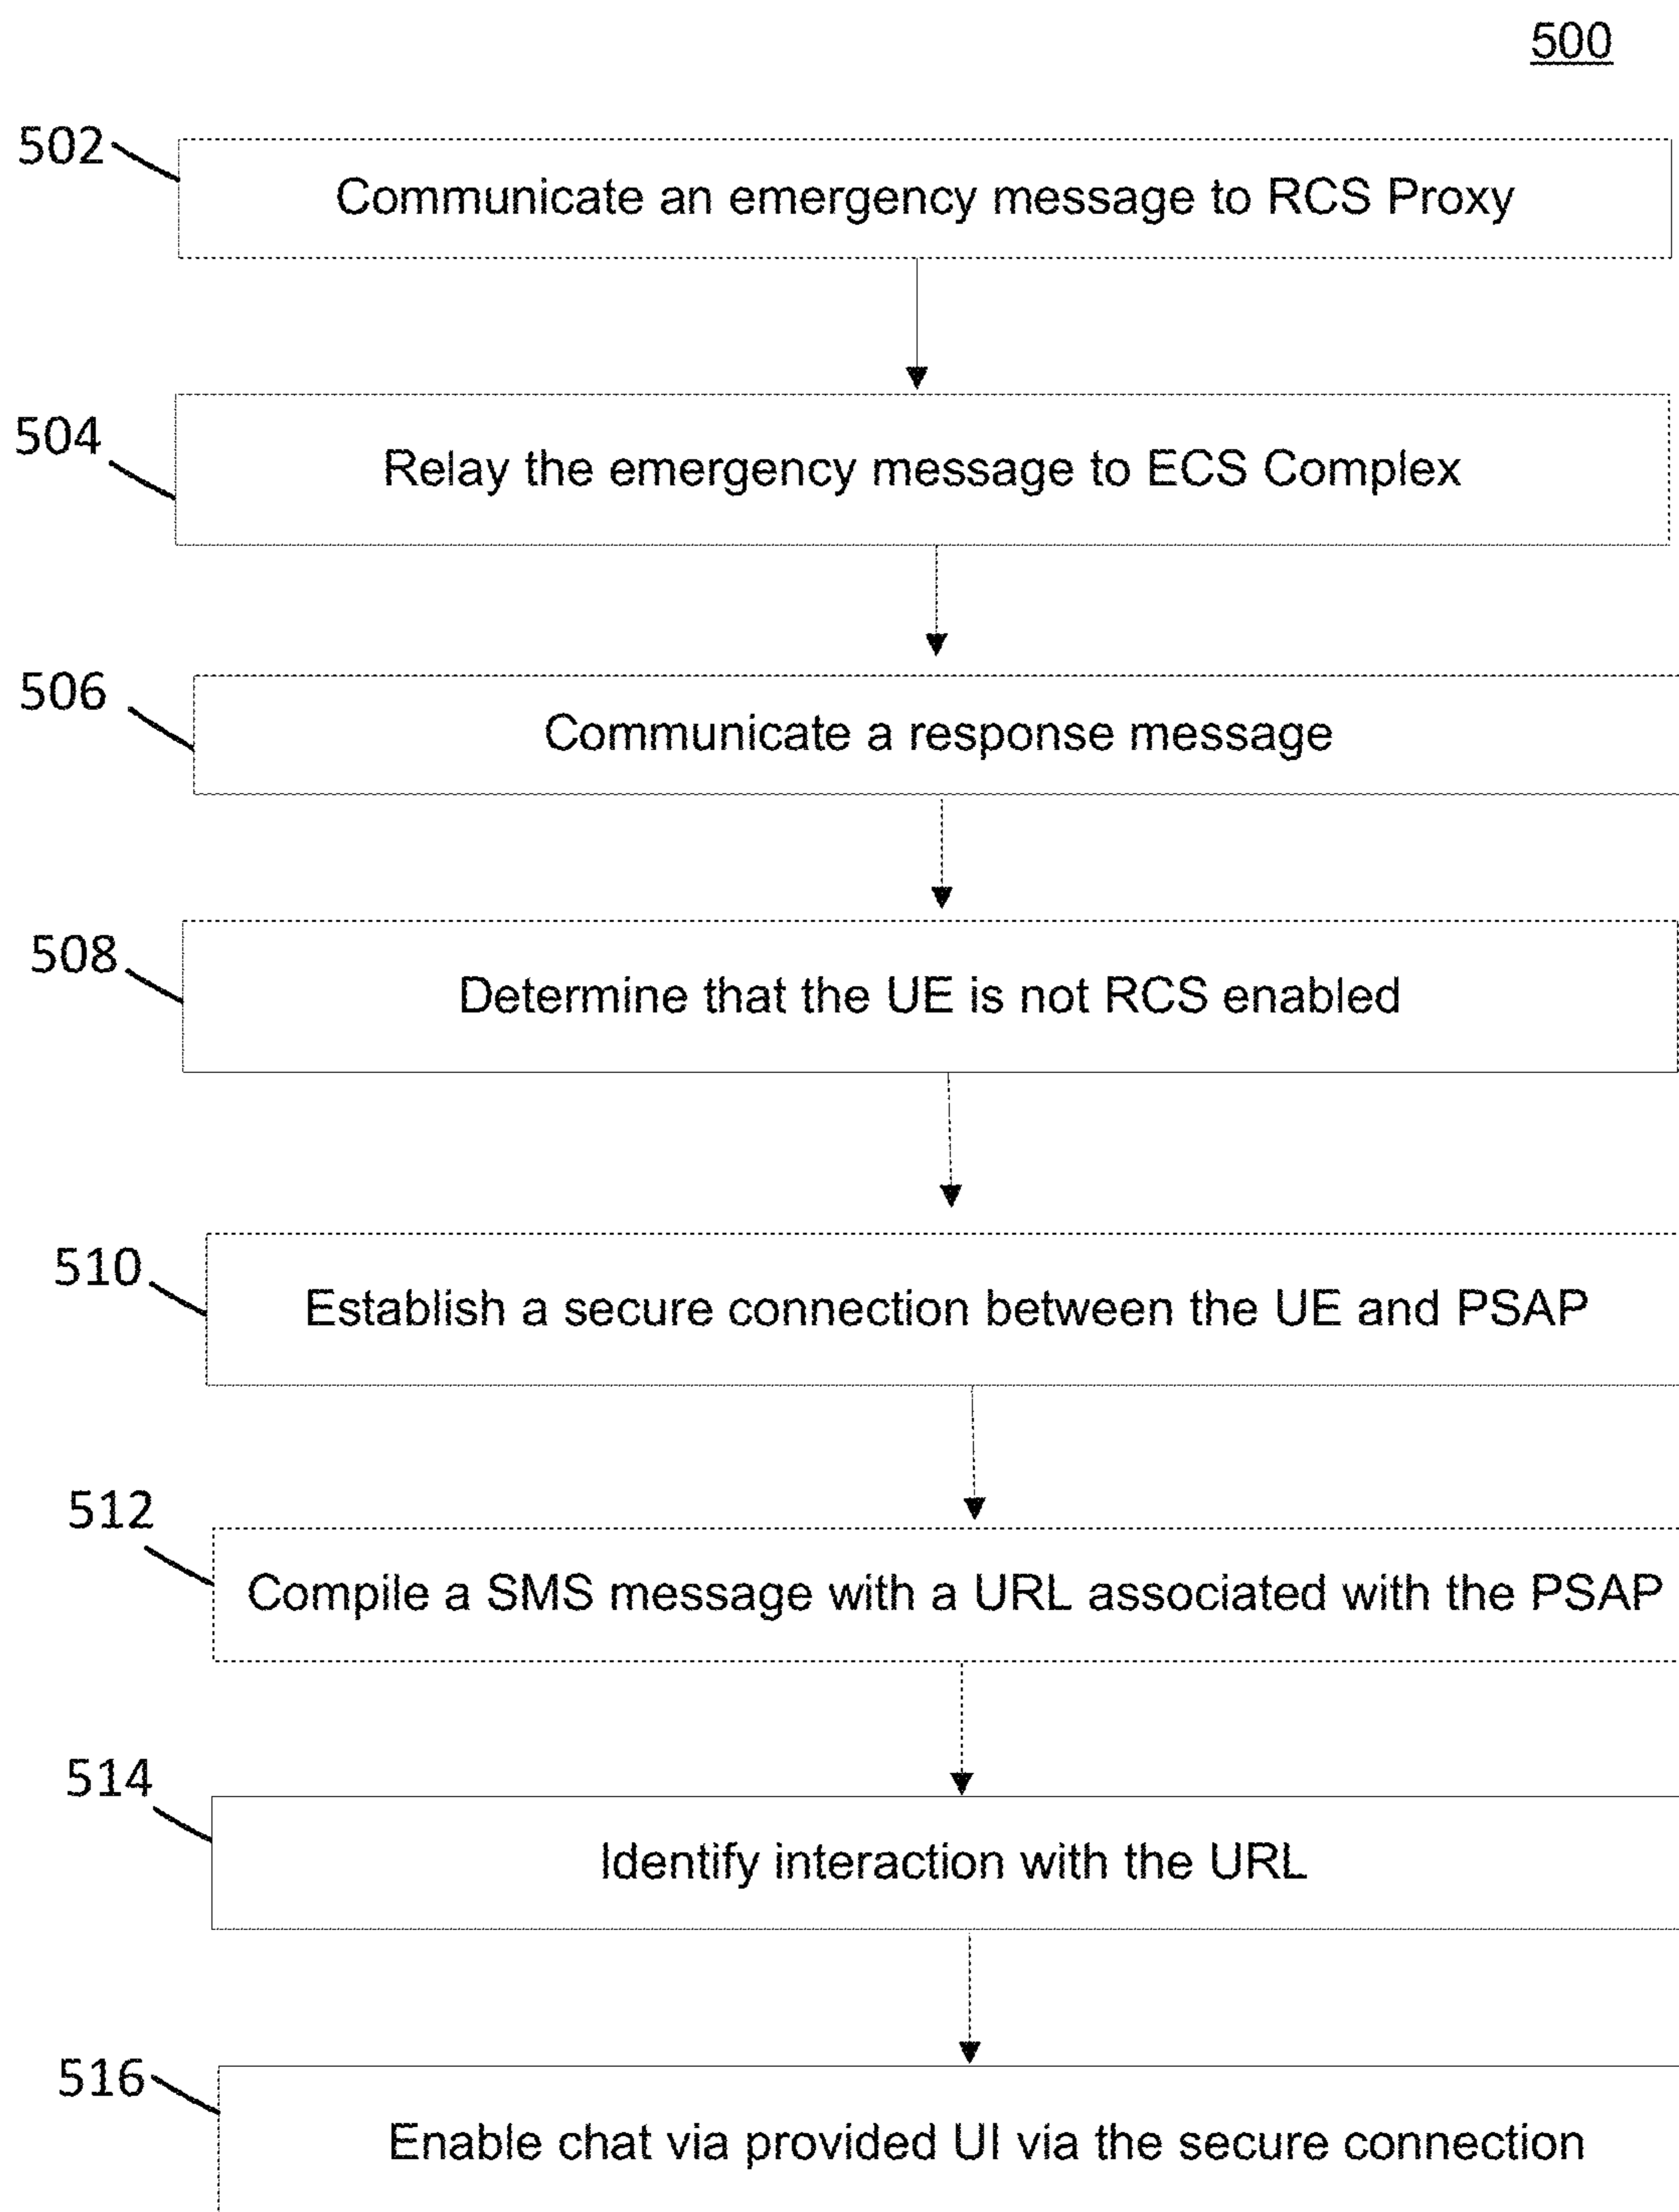 500
502
Communicate an emergency message to RCS Proxy
504
Relay the emergency message to ECS Complex
506
Communicate a response message
508
Determine that the UE is not RCS enabled
510
Establish a secure connection between the UE and PSAP
512
Compile a SMS message with a URL associated with the PSAP
514
Identify interaction with the URL
516
Enable chat via provided UI via the secure connection